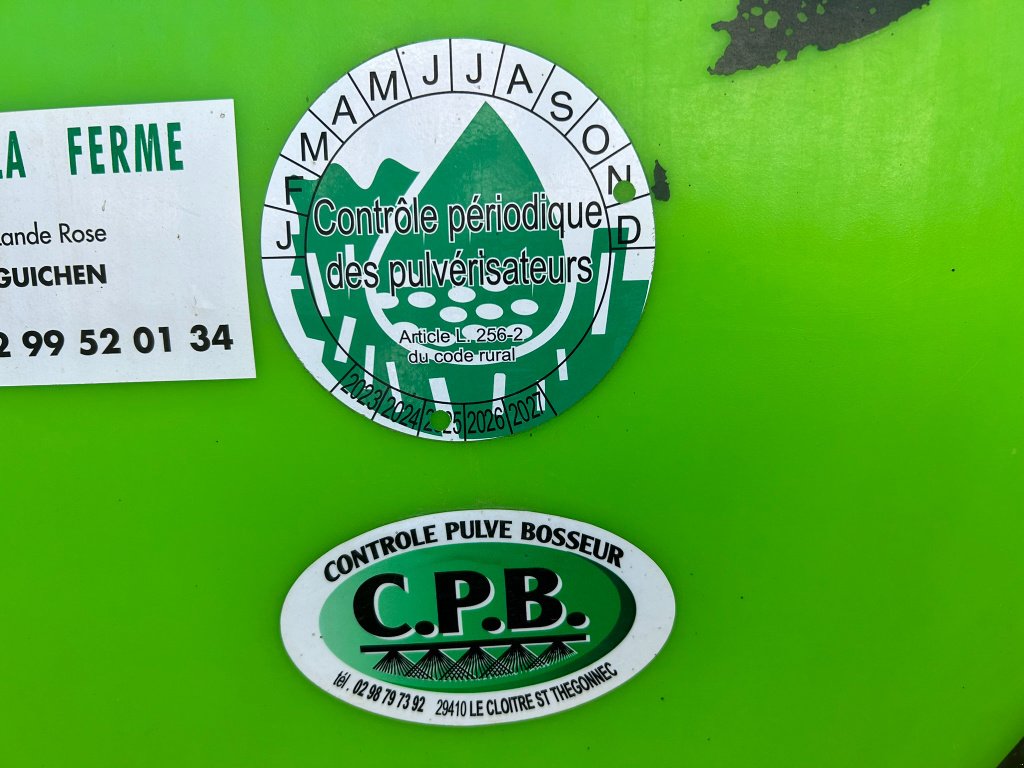 LA FERME
Lande Rose
GUICHEN
2 99 52 01 34
J F M A M J J A S O N D
Contrôle périodique
des pulvérisateurs
Article L. 256-2
du code rural
2023 2024 2025 2026 2027
CONTROLE PULVE BOSSEUR
C.P.B.
tél. 02 98 79 73 92 29410 LE CLOITRE ST THEGONNEC